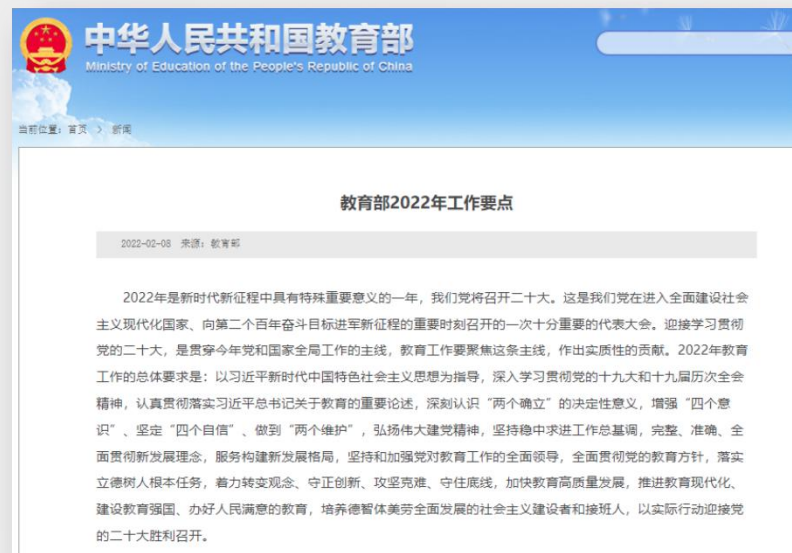 中华人民共和国教育部
Ministry of Education of the People's Republic of China
当前位置：首页 > 新闻
教育部2022年工作要点
2022-02-08 来源：教育部
2022年是新时代新征程中具有特殊重要意义的一年，我们党将召开二十大。这是我们党在进入全面建设社会
主义现代化国家、向第二个百年奋斗目标进军新征程的重要时刻召开的一次十分重要的代表大会。迎接学习贯彻
党的二十大，是贯穿今年党和国家全局工作的主线，教育工作要聚焦这条主线，作出实质性的贡献。2022年教育
工作的总体要求是：以习近平新时代中国特色社会主义思想为指导，深入学习贯彻党的十九大和十九届历次全会
精神，认真贯彻落实习近平总书记关于教育的重要论述，深刻认识“两个确立”的决定性意义，增强“四个意
识”、坚定“四个自信”、做到“两个维护”，弘扬伟大建党精神，坚持稳中求进工作总基调，完整、准确、全
面贯彻新发展理念，服务构建新发展格局，坚持和加强党对教育工作的全面领导，全面贯彻党的教育方针，落实
立德树人根本任务，着力转变观念、守正创新、攻坚克难、守住底线，加快教育高质量发展，推进教育现代化、
建设教育强国、办好人民满意的教育，培养德智体美劳全面发展的社会主义建设者和接班人，以实际行动迎接党
的二十大胜利召开。